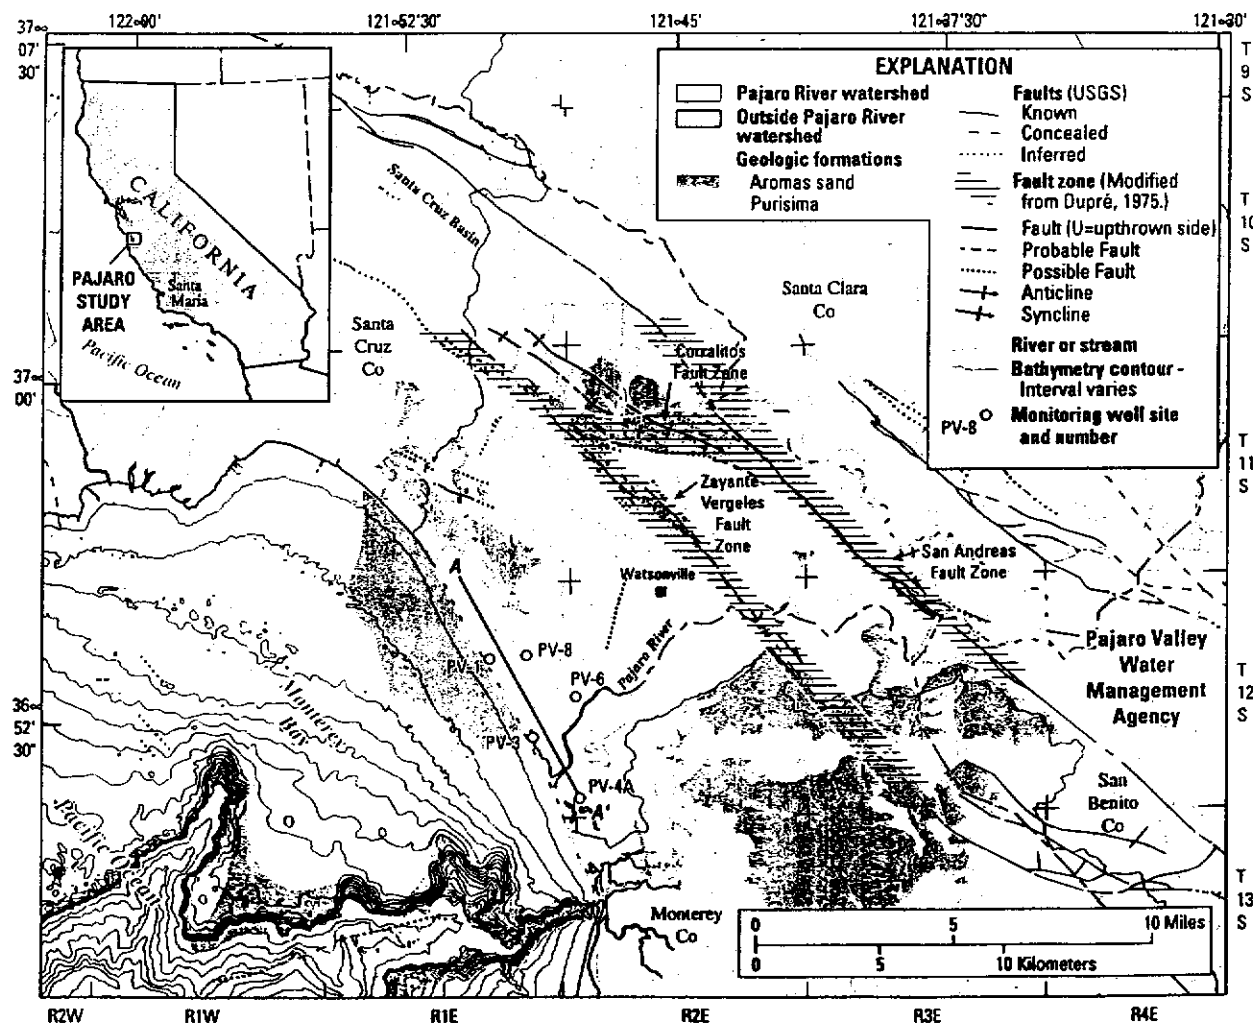 122°00'
121°52'30"
121°45'
121°37'30"
121°30'
37°
07'
30"
37°
00'
36°
52'
30"
CALIFORNIA
PAJARO
STUDY
AREA
Santa
Maria
Pacific Ocean
EXPLANATION
Pajaro River watershed
Outside Pajaro River
watershed
Geologic formations
Aromas sand
Purisima
Faults (USGS)
Known
Concealed
Inferred
Fault zone (Modified
from Dupré, 1975.)
Fault (U=upthrown side)
Probable Fault
Possible Fault
Anticline
Syncline
River or stream
Bathymetry contour -
Interval varies
PV-8
Monitoring well site
and number
T
9
S
T
10
S
T
11
S
T
12
S
T
13
S
Santa Cruz Basin
Santa Clara
Co
Santa
Cruz
Co
Corralitos
Fault Zone
Zayante
Vergeles
Fault
Zone
San Andreas
Fault Zone
Watsonville
A
PV-1
PV-8
PV-6
Pajaro River
PV-3
PV-4A
A'
Pajaro Valley
Water
Management
Agency
Monterey
Bay
Pacific Ocean
San
Benito
Co
Monterey
Co
0 5 10 Miles
0 5 10 Kilometers
R2W R1W R1E R2E R3E R4E